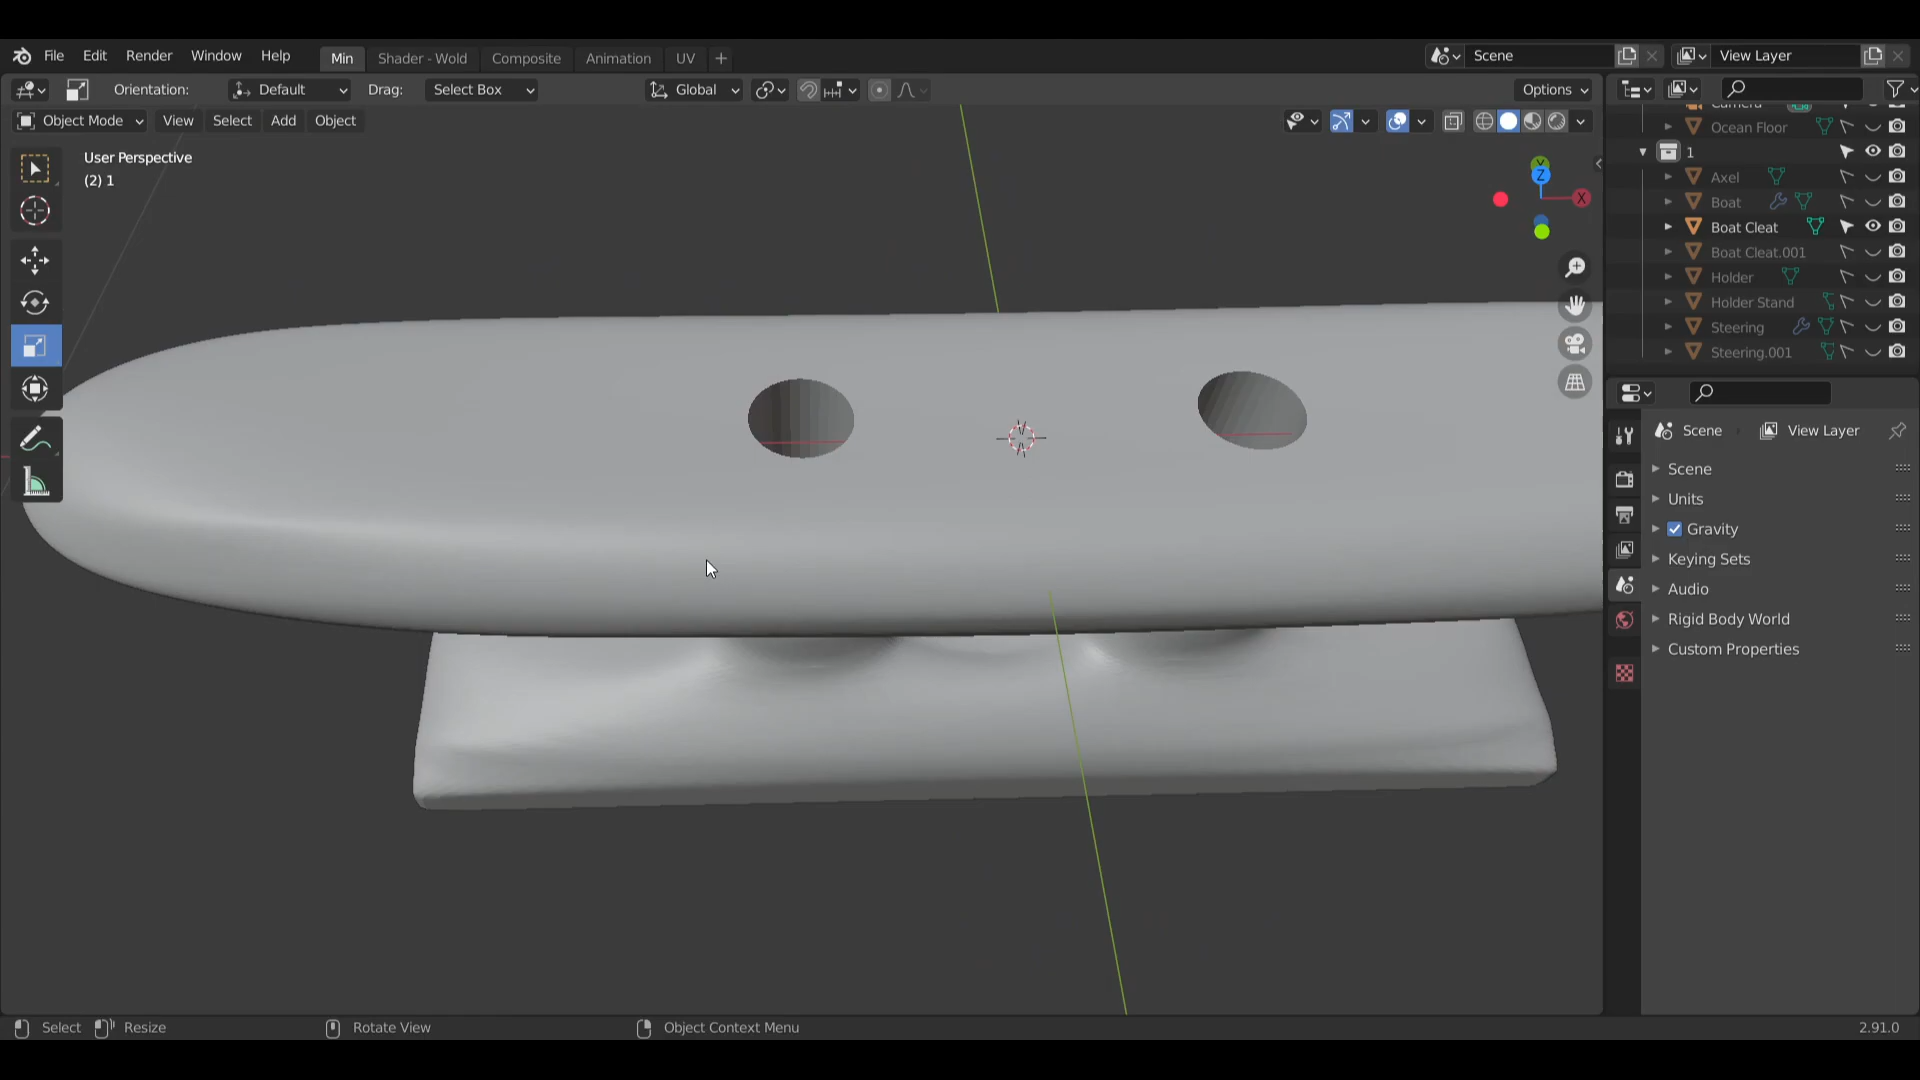 File Edit Render Window Help Min Shader - Wold Composite Animation UV + Scene View Layer
Orientation: Default Drag: Select Box Global Options
Object Mode View Select Add Object
User Perspective
(2) 1
Y
Z
X
Camera
Ocean Floor
1
Axel
Boat
Boat Cleat
Boat Cleat.001
Holder
Holder Stand
Steering
Steering.001
Scene View Layer
Scene
Units
Gravity
Keying Sets
Audio
Rigid Body World
Custom Properties
Select Resize Rotate View Object Context Menu 2.91.0